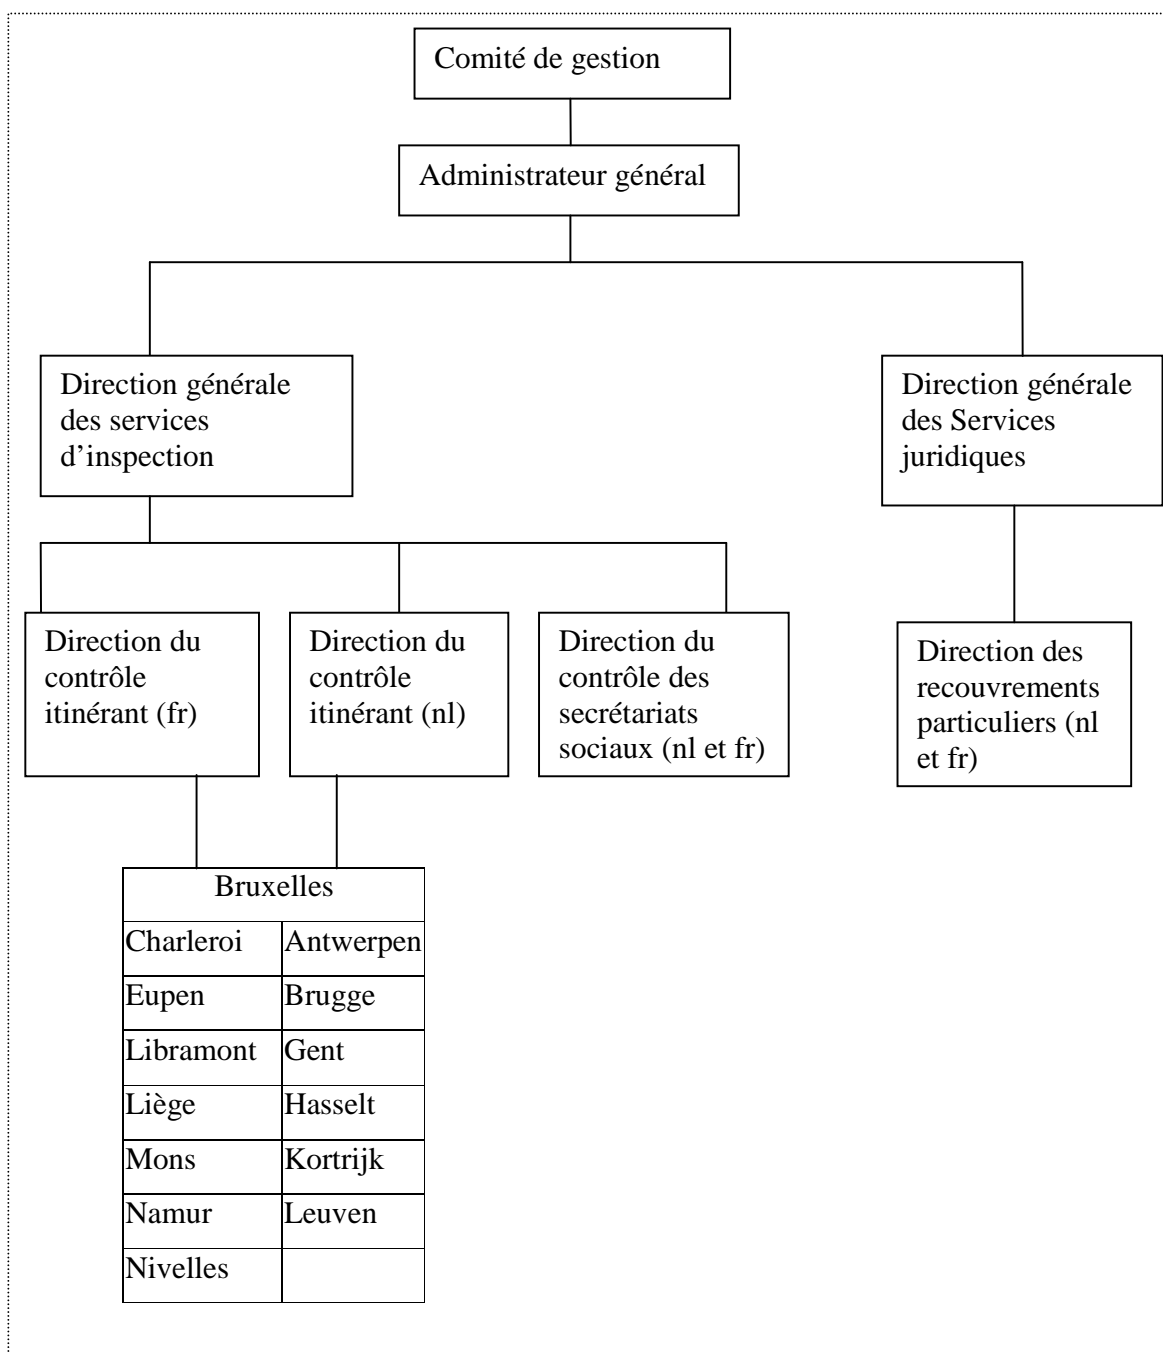 Comité de gestion
Administrateur général
Direction générale
des services
d’inspection
Direction générale
des Services
juridiques
Direction du
contrôle
itinérant (fr)
Direction du
contrôle
itinérant (nl)
Direction du
contrôle des
secrétariats
sociaux (nl et fr)
Direction des
recouvrements
particuliers (nl
et fr)
Bruxelles
Charleroi Antwerpen
Eupen Brugge
Libramont Gent
Liège Hasselt
Mons Kortrijk
Namur Leuven
Nivelles